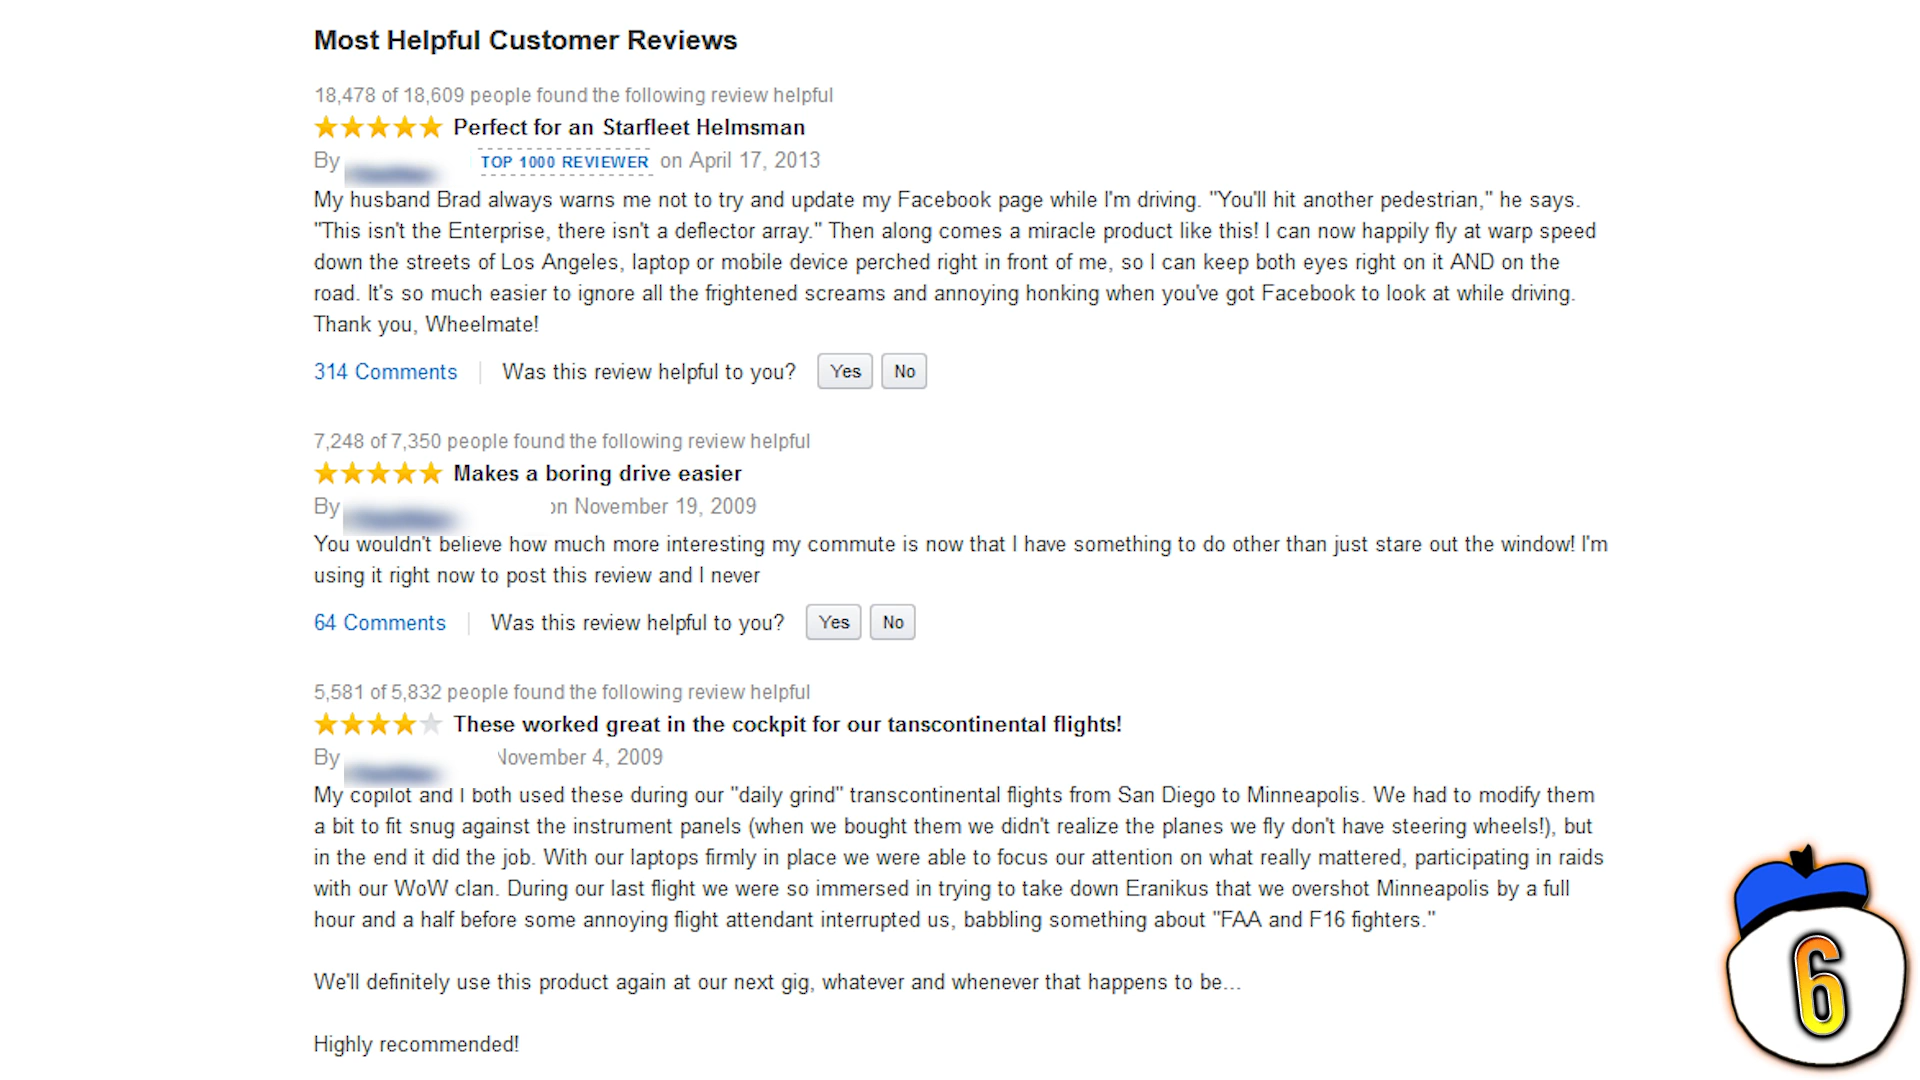 Most Helpful Customer Reviews
18,478 of 18,609 people found the following review helpful
Perfect for an Starfleet Helmsman
By TOP 1000 REVIEWER on April 17, 2013
My husband Brad always warns me not to try and update my Facebook page while I'm driving. "You'll hit another pedestrian," he says.
"This isn't the Enterprise, there isn't a deflector array." Then along comes a miracle product like this! I can now happily fly at warp speed
down the streets of Los Angeles, laptop or mobile device perched right in front of me, so I can keep both eyes right on it AND on the
road. It's so much easier to ignore all the frightened screams and annoying honking when you've got Facebook to look at while driving.
Thank you, Wheelmate!
314 Comments Was this review helpful to you? Yes No
7,248 of 7,350 people found the following review helpful
Makes a boring drive easier
By on November 19, 2009
You wouldn't believe how much more interesting my commute is now that I have something to do other than just stare out the window! I'm
using it right now to post this review and I never
64 Comments Was this review helpful to you? Yes No
5,581 of 5,832 people found the following review helpful
These worked great in the cockpit for our tanscontinental flights!
By November 4, 2009
My copilot and I both used these during our "daily grind" transcontinental flights from San Diego to Minneapolis. We had to modify them
a bit to fit snug against the instrument panels (when we bought them we didn't realize the planes we fly don't have steering wheels!), but
in the end it did the job. With our laptops firmly in place we were able to focus our attention on what really mattered, participating in raids
with our WoW clan. During our last flight we were so immersed in trying to take down Eranikus that we overshot Minneapolis by a full
hour and a half before some annoying flight attendant interrupted us, babbling something about "FAA and F16 fighters."
We'll definitely use this product again at our next gig, whatever and whenever that happens to be...
Highly recommended!
6